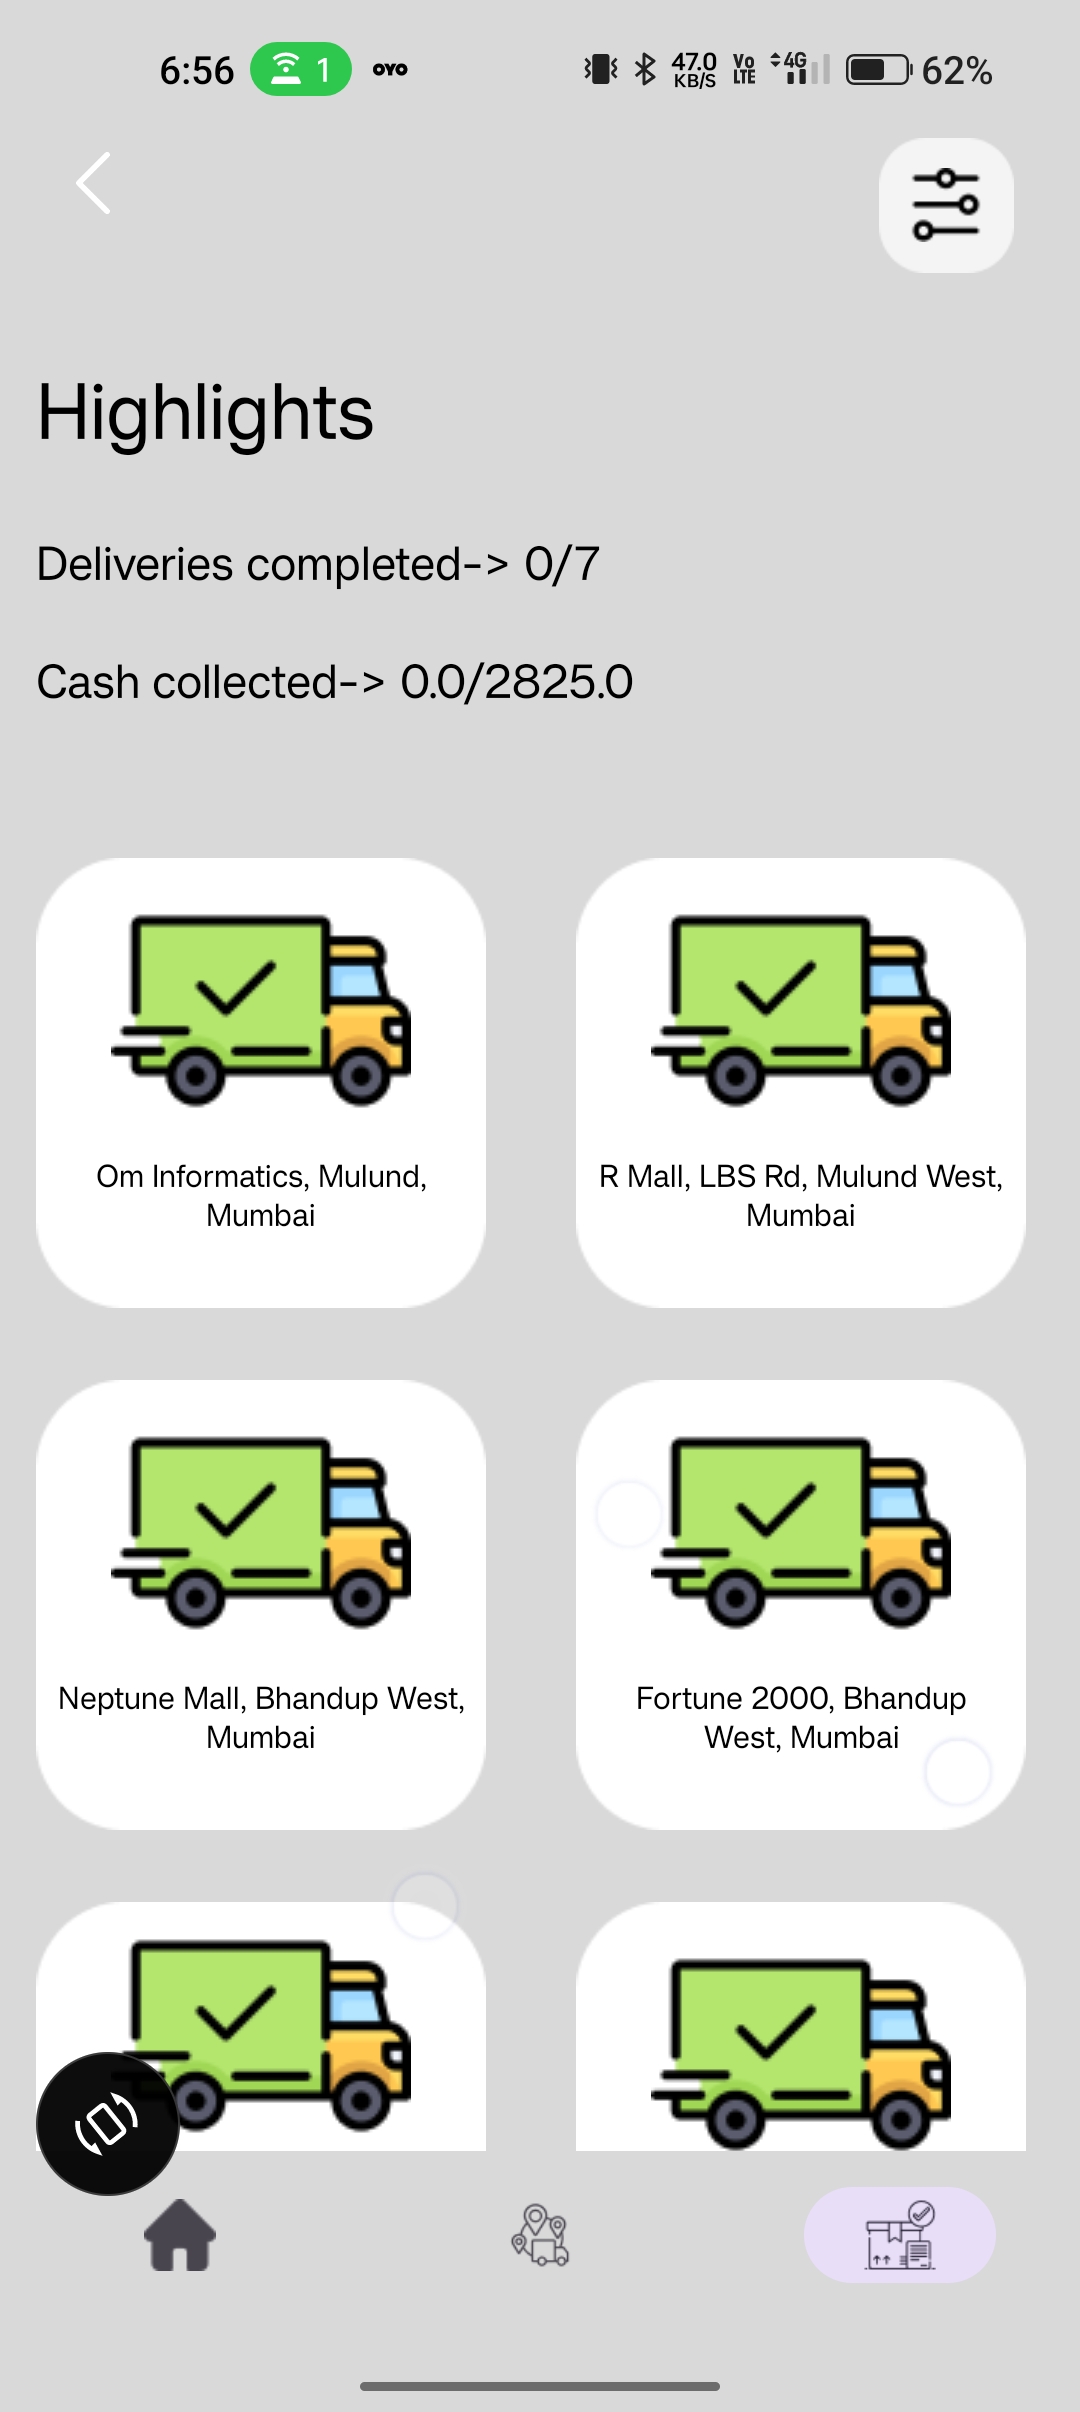 6:56 1 OYO 47.0 KB/S Vo LTE 4G 62%
Highlights
Deliveries completed-> 0/7
Cash collected-> 0.0/2825.0
Om Informatics, Mulund,
Mumbai
R Mall, LBS Rd, Mulund West,
Mumbai
Neptune Mall, Bhandup West,
Mumbai
Fortune 2000, Bhandup
West, Mumbai